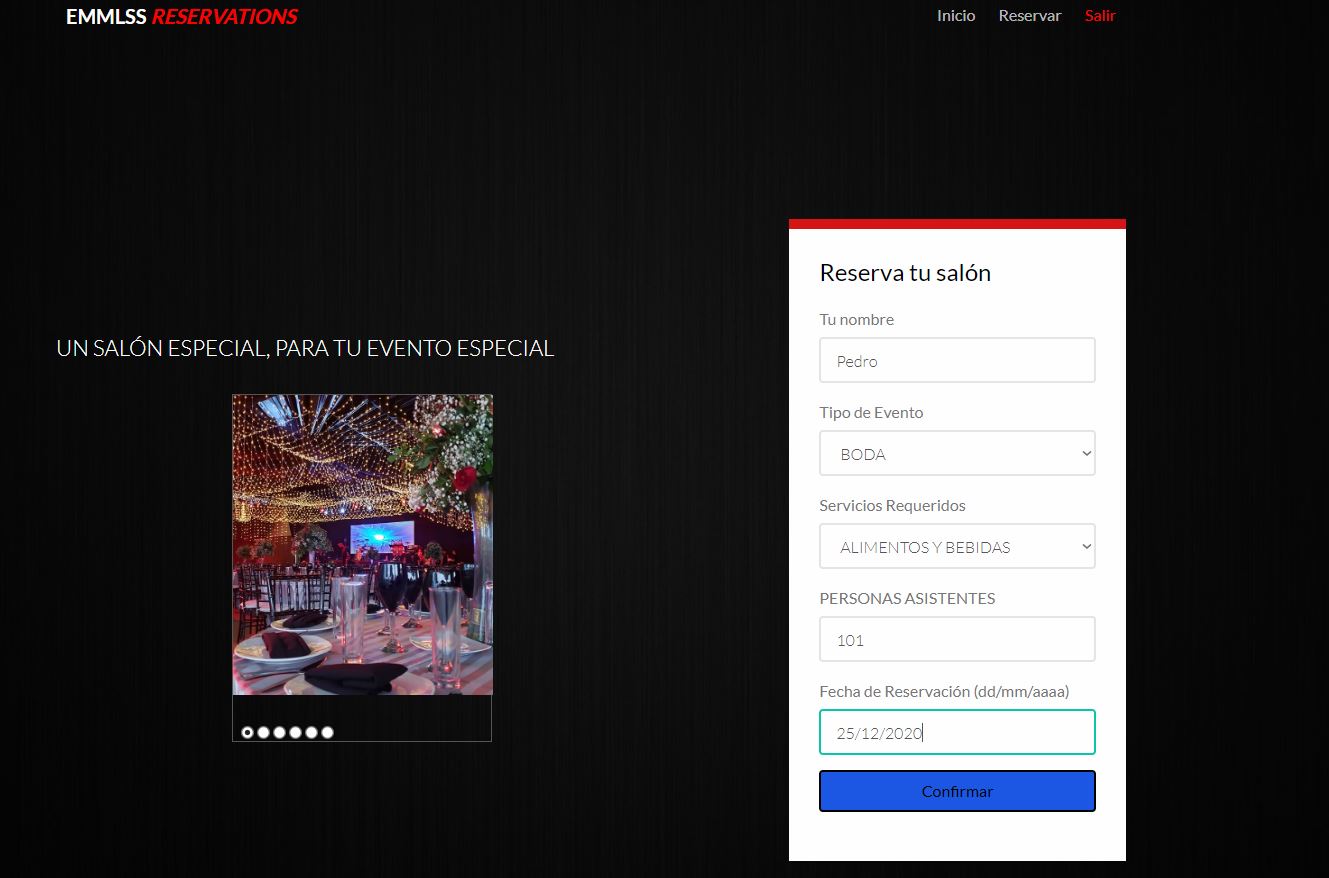 EMMLSS RESERVATIONS
Inicio Reservar Salir
UN SALÓN ESPECIAL, PARA TU EVENTO ESPECIAL
Reserva tu salón
Tu nombre
Pedro
Tipo de Evento
BODA
Servicios Requeridos
ALIMENTOS Y BEBIDAS
PERSONAS ASISTENTES
101
Fecha de Reservación (dd/mm/aaaa)
25/12/2020
Confirmar